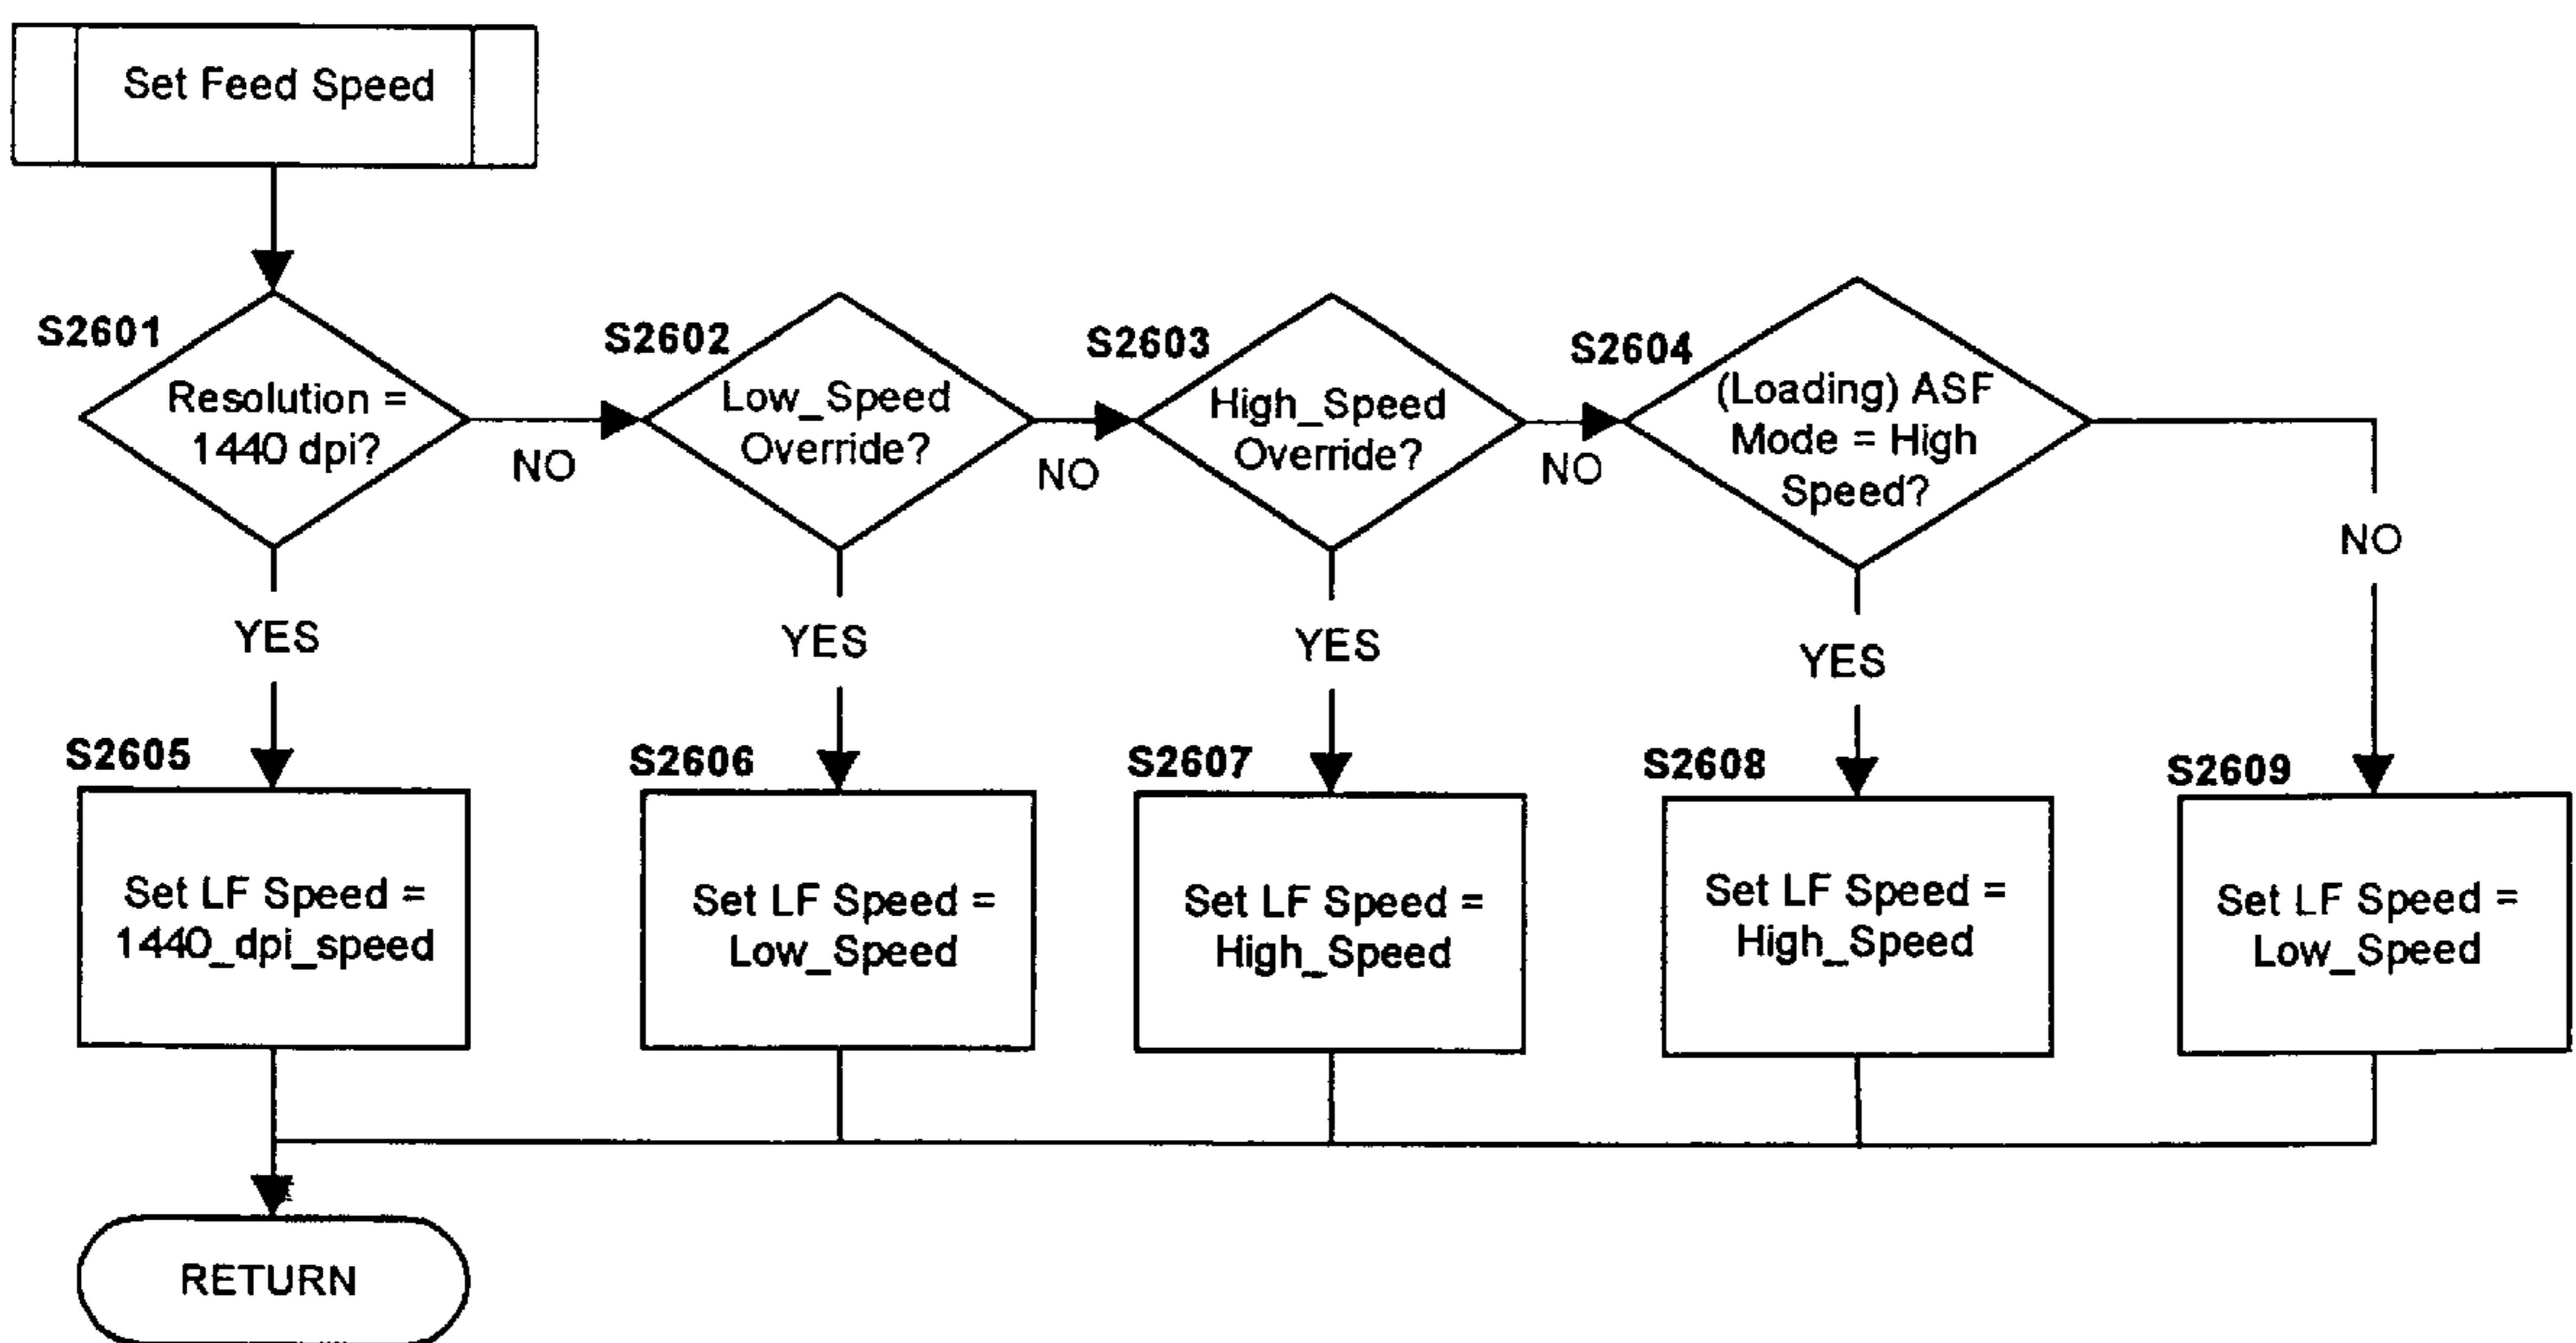 Set Feed Speed
S2601
Resolution =
1440 dpi?
NO
YES
S2602
Low_Speed
Override?
NO
YES
S2603
High_Speed
Override?
NO
YES
S2604
(Loading) ASF
Mode = High
Speed?
NO
YES
S2605
Set LF Speed =
1440_dpi_speed
S2606
Set LF Speed =
Low_Speed
S2607
Set LF Speed =
High_Speed
S2608
Set LF Speed =
High_Speed
S2609
Set LF Speed =
Low_Speed
RETURN